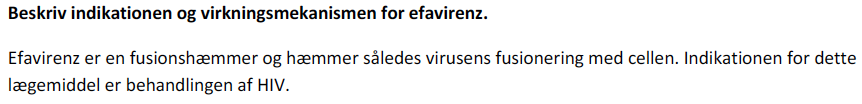 Beskriv indikationen og virkningsmekanismen for efavirenz.
Efavirenz er en fusionshæmmer og hæmmer således virusens fusionering med cellen. Indikationen for dette
lægemiddel er behandlingen af HIV.